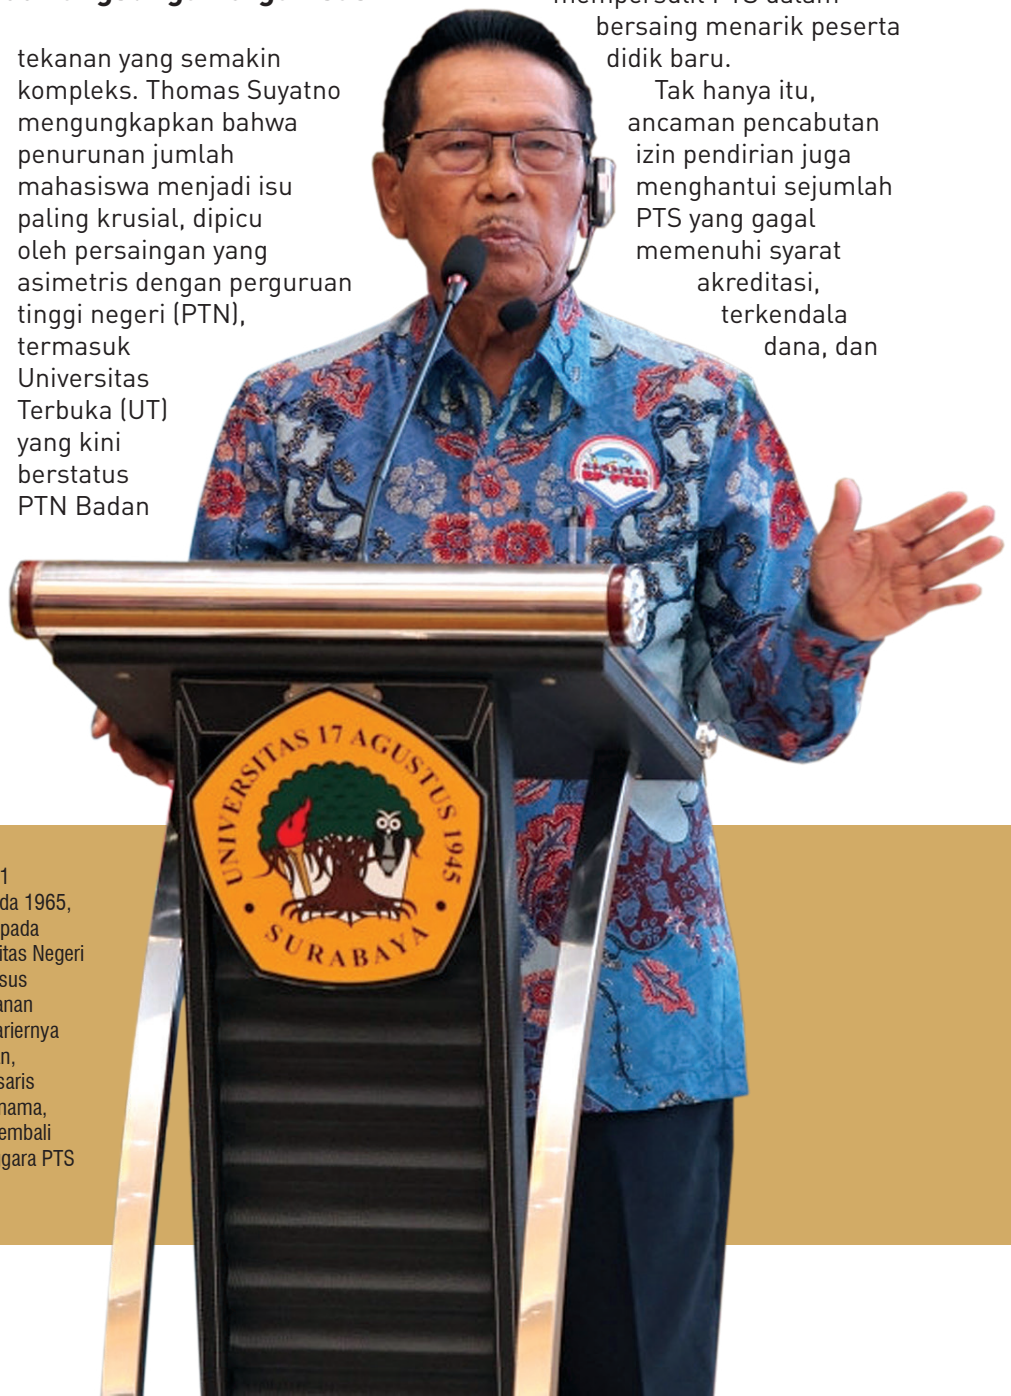 tekanan yang semakin
kompleks. Thomas Suyatno
mengungkapkan bahwa
penurunan jumlah
mahasiswa menjadi isu
paling krusial, dipicu
oleh persaingan yang
asimetris dengan perguruan
tinggi negeri (PTN),
termasuk
Universitas
Terbuka (UT)
yang kini
berstatus
PTN Badan
bersaing menarik peserta
didik baru.
Tak hanya itu,
ancaman pencabutan
izin pendirian juga
menghantui sejumlah
PTS yang gagal
memenuhi syarat
akreditasi,
terkendala
dana, dan
UNIVERSITAS 17 AGUSTUS 1945
SURABAYA
1
da 1965,
pada
itas Negeri
sus
anan
ariernya
an,
saris
nama,
embali
gara PTS